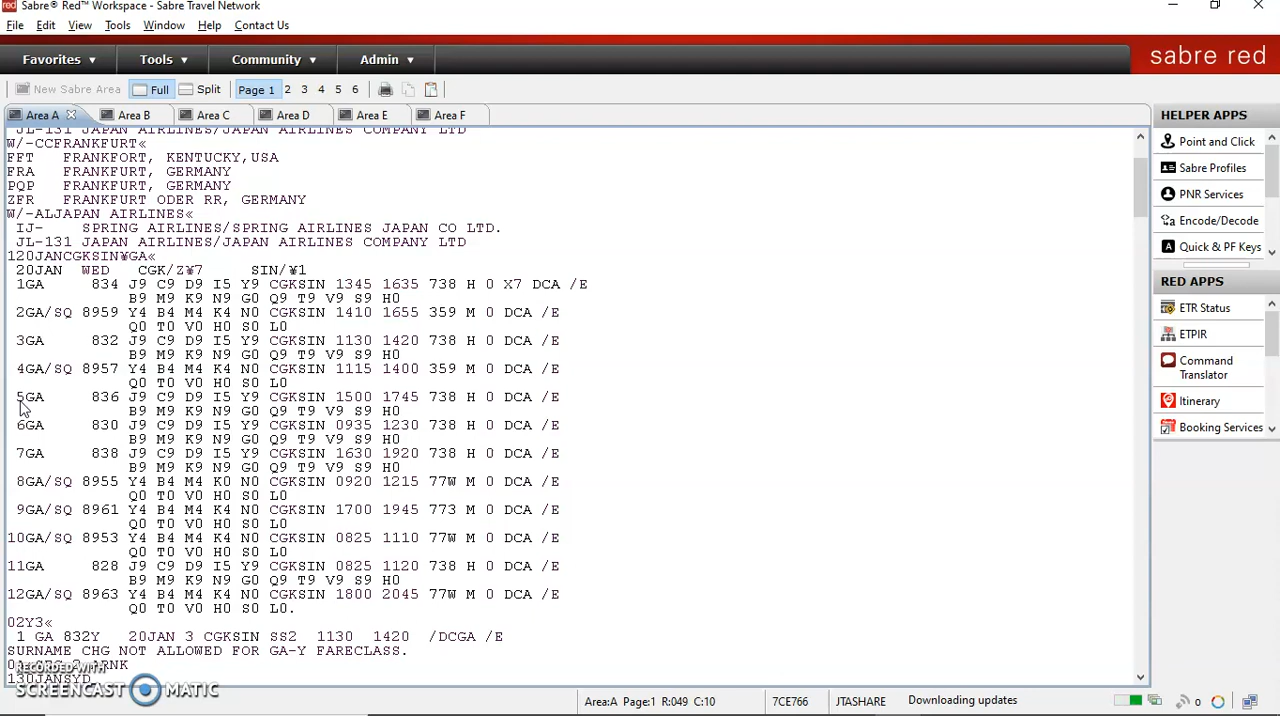 Sabre® Red™ Workspace - Sabre Travel Network
File Edit View Tools Window Help Contact Us
Favorites Tools Community Admin sabre red
New Sabre Area Full Split Page 1 2 3 4 5 6
Area A Area B Area C Area D Area E Area F
JL-131 JAPAN AIRLINES/JAPAN AIRLINES COMPANY LTD
W/-CCFRANKFURT«
FFT FRANKFORT, KENTUCKY,USA
FRA FRANKFURT, GERMANY
PQP FRANKFURT, GERMANY
ZFR FRANKFURT ODER RR, GERMANY
W/-ALJAPAN AIRLINES«
IJ- SPRING AIRLINES/SPRING AIRLINES JAPAN CO LTD.
JL-131 JAPAN AIRLINES/JAPAN AIRLINES COMPANY LTD
120JANCGKSIN¥GA«
20JAN WED CGK/Z¥7 SIN/¥1
1GA 834 J9 C9 D9 I5 Y9 CGKSIN 1345 1635 738 H 0 X7 DCA /E
B9 M9 K9 N9 G0 Q9 T9 V9 S9 H0
2GA/SQ 8959 Y4 B4 M4 K4 N0 CGKSIN 1410 1655 359 M 0 DCA /E
Q0 T0 V0 H0 S0 L0
3GA 832 J9 C9 D9 I5 Y9 CGKSIN 1130 1420 738 H 0 DCA /E
B9 M9 K9 N9 G0 Q9 T9 V9 S9 H0
4GA/SQ 8957 Y4 B4 M4 K4 N0 CGKSIN 1115 1400 359 M 0 DCA /E
Q0 T0 V0 H0 S0 L0
5GA 836 J9 C9 D9 I5 Y9 CGKSIN 1500 1745 738 H 0 DCA /E
B9 M9 K9 N9 G0 Q9 T9 V9 S9 H0
6GA 830 J9 C9 D9 I5 Y9 CGKSIN 0935 1230 738 H 0 DCA /E
B9 M9 K9 N9 G0 Q9 T9 V9 S9 H0
7GA 838 J9 C9 D9 I5 Y9 CGKSIN 1630 1920 738 H 0 DCA /E
B9 M9 K9 N9 G0 Q9 T9 V9 S9 H0
8GA/SQ 8955 Y4 B4 M4 K0 N0 CGKSIN 0920 1215 77W M 0 DCA /E
Q0 T0 V0 H0 S0 L0
9GA/SQ 8961 Y4 B4 M4 K4 N0 CGKSIN 1700 1945 773 M 0 DCA /E
Q0 T0 V0 H0 S0 L0
10GA/SQ 8953 Y4 B4 M4 K4 N0 CGKSIN 0825 1110 77W M 0 DCA /E
Q0 T0 V0 H0 S0 L0
11GA 828 J9 C9 D9 I5 Y9 CGKSIN 0825 1120 738 H 0 DCA /E
B9 M9 K9 N9 G0 Q9 T9 V9 S9 H0
12GA/SQ 8963 Y4 B4 M4 K4 N0 CGKSIN 1800 2045 77W M 0 DCA /E
Q0 T0 V0 H0 S0 L0.
02Y3«
1 GA 832Y 20JAN 3 CGKSIN SS2 1130 1420 /DCGA /E
SURNAME CHG NOT ALLOWED FOR GA-Y FARECLASS.
RNK
130JANSYD_
RECORDED WITH
SCREENCAST MATIC
HELPER APPS
Point and Click
Sabre Profiles
PNR Services
Encode/Decode
Quick & PF Keys
RED APPS
ETR Status
ETPIR
Command
Translator
Itinerary
Booking Services
Area:A Page:1 R:049 C:10 7CE766 JTASHARE Downloading updates 0